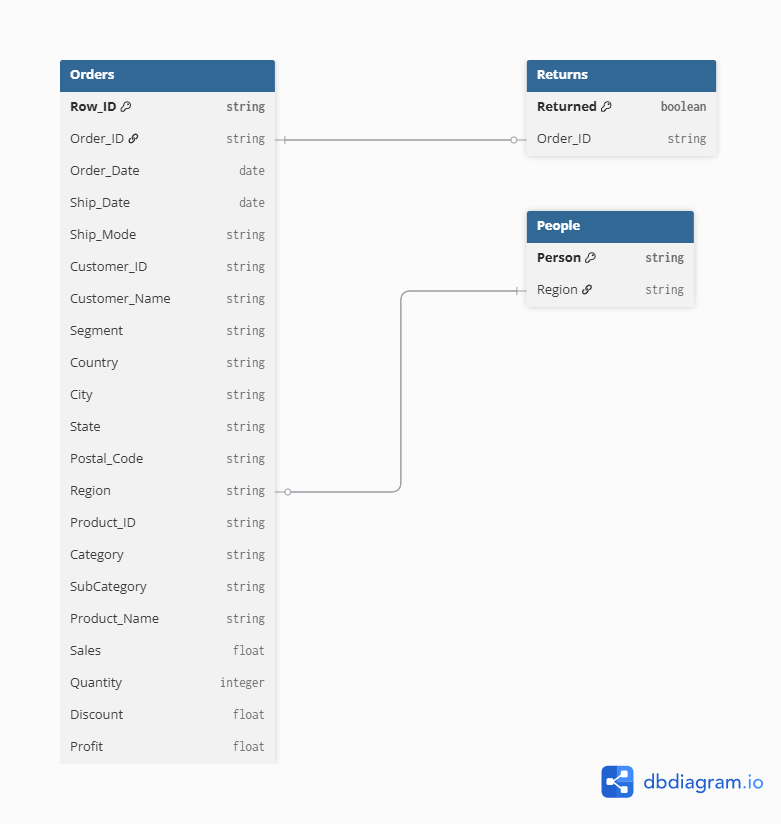 Orders
Row_ID string
Order_ID string
Order_Date date
Ship_Date date
Ship_Mode string
Customer_ID string
Customer_Name string
Segment string
Country string
City string
State string
Postal_Code string
Region string
Product_ID string
Category string
SubCategory string
Product_Name string
Sales float
Quantity integer
Discount float
Profit float
Returns
Returned boolean
Order_ID string
People
Person string
Region string
dbdiagram.io